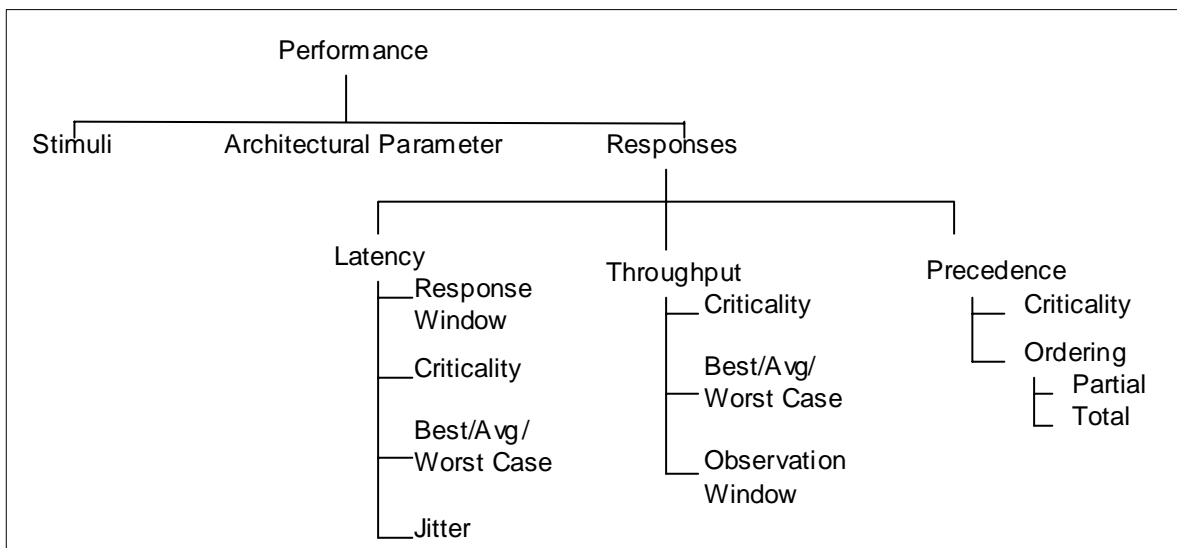 Performance
Stimuli
Architectural Parameter
Responses
Latency
Response
Window
Criticality
Best/Avg/
Worst Case
Jitter
Throughput
Criticality
Best/Avg/
Worst Case
Observation
Window
Precedence
Criticality
Ordering
Partial
Total